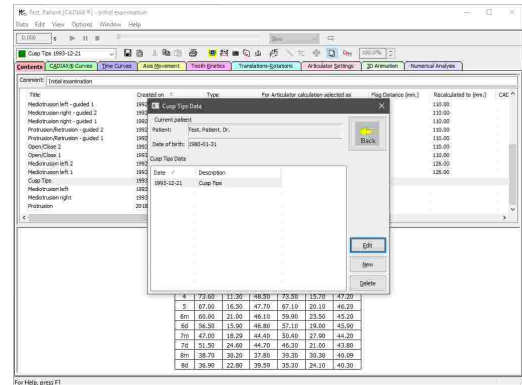 Test, Patient [CADIAX®] - Initial examination
Data Edit View Options Window Help
0.000 s
Cusp Tips 1993-12-21
100.0%
Contents CADIAX® Curves Time Curves Axis Movement Tooth Kinetics Translations-Rotations Articulator Settings 3D Animation Numerical Analysis
Comment: Initial examination
Title Created on Type For Articulator calculation selected as Flag Distance (mm.) Recalculated to (mm.)
Mediotrusion left - guided 1 110.00
Mediotrusion right - guided 2 110.00
Mediotrusion right - guided 1 110.00
Protrusion/Retrusion - guided 2 110.00
Protrusion/Retrusion - guided 1 110.00
Open/Close 2 110.00
Open/Close 1 110.00
Mediotrusion left 2 126.00
Mediotrusion left 1 126.00
Cusp Tips
Mediotrusion left
Mediotrusion right
Protrusion 2018
Cusp Tips Data
Current patient
Patient: Test, Patient, Dr.
Date of birth: 1980-01-31
Back
Cusp Tips Data
Date Description
1993-12-21 Cusp Tips
Edit
New
Delete
4 73.60 11.30 48.50 73.50 15.70 47.20
5 67.00 16.50 47.70 67.10 20.10 46.20
6m 60.00 21.00 46.10 59.90 23.50 45.20
6d 56.50 15.90 46.80 57.10 19.00 45.90
7m 47.00 18.29 44.40 50.40 27.90 44.20
7d 51.50 24.60 44.70 46.30 21.00 43.80
8m 38.70 30.20 37.80 39.30 30.30 40.09
8d 36.90 22.80 39.59 35.30 24.10 40.30
For Help, press F1